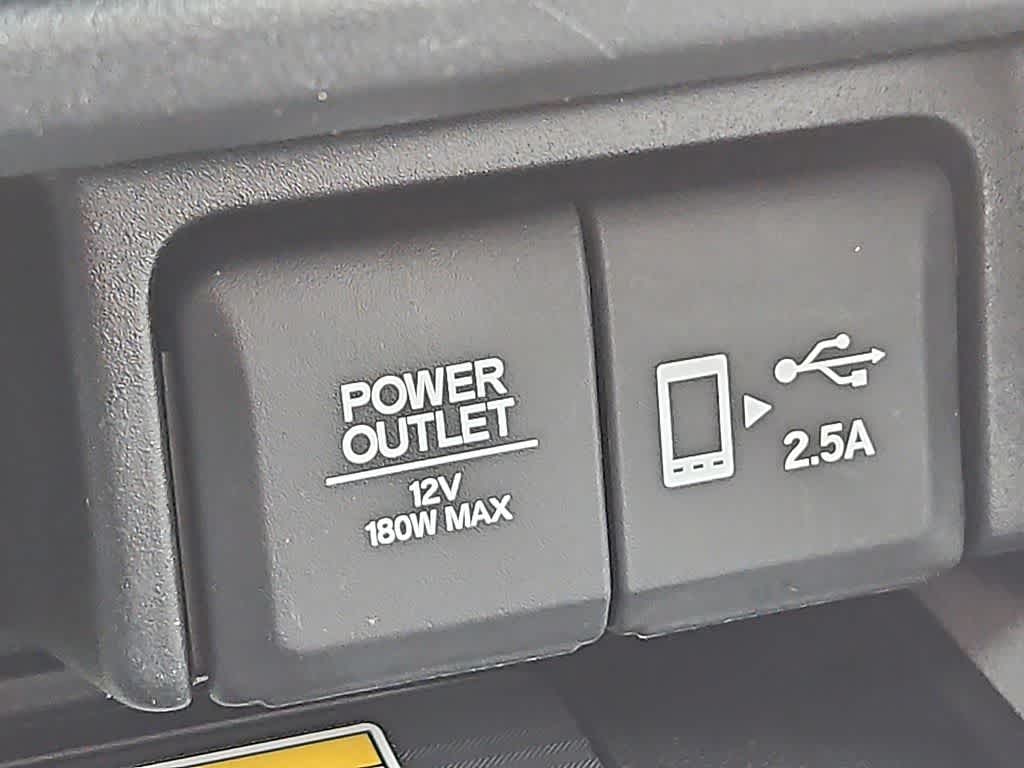 POWER
OUTLET
12V
180W MAX
2.5A